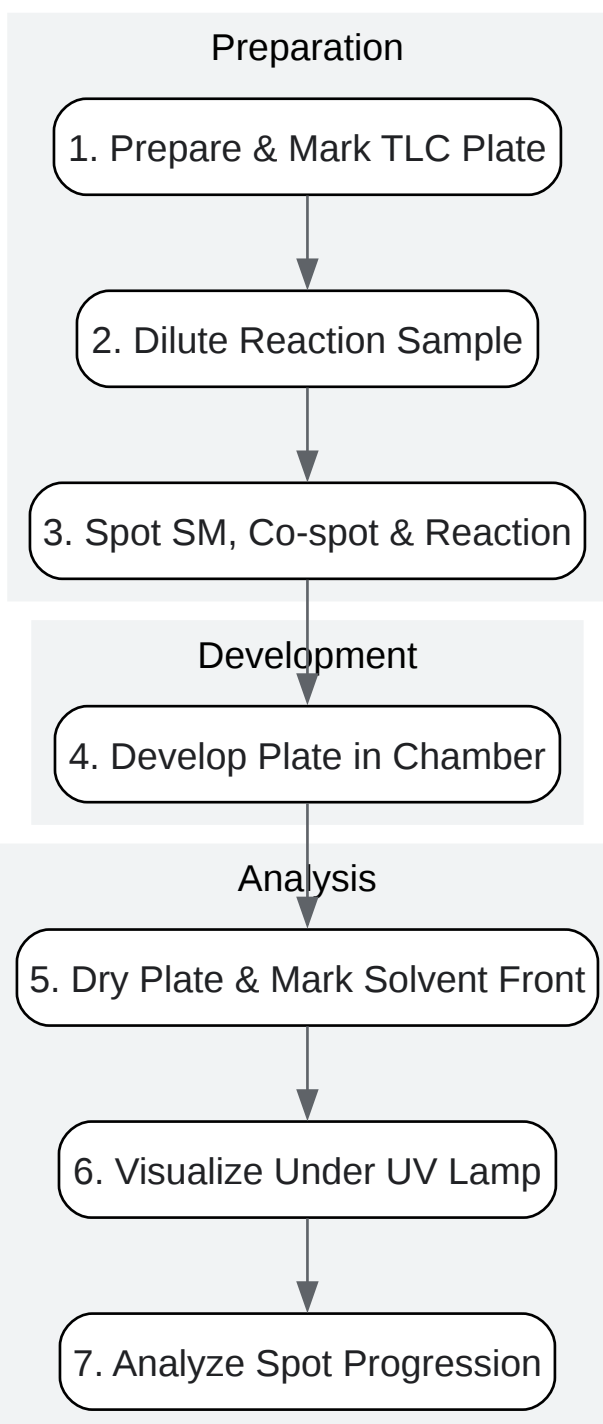 Preparation
1. Prepare & Mark TLC Plate
2. Dilute Reaction Sample
3. Spot SM, Co-spot & Reaction
Development
4. Develop Plate in Chamber
Analysis
5. Dry Plate & Mark Solvent Front
6. Visualize Under UV Lamp
7. Analyze Spot Progression